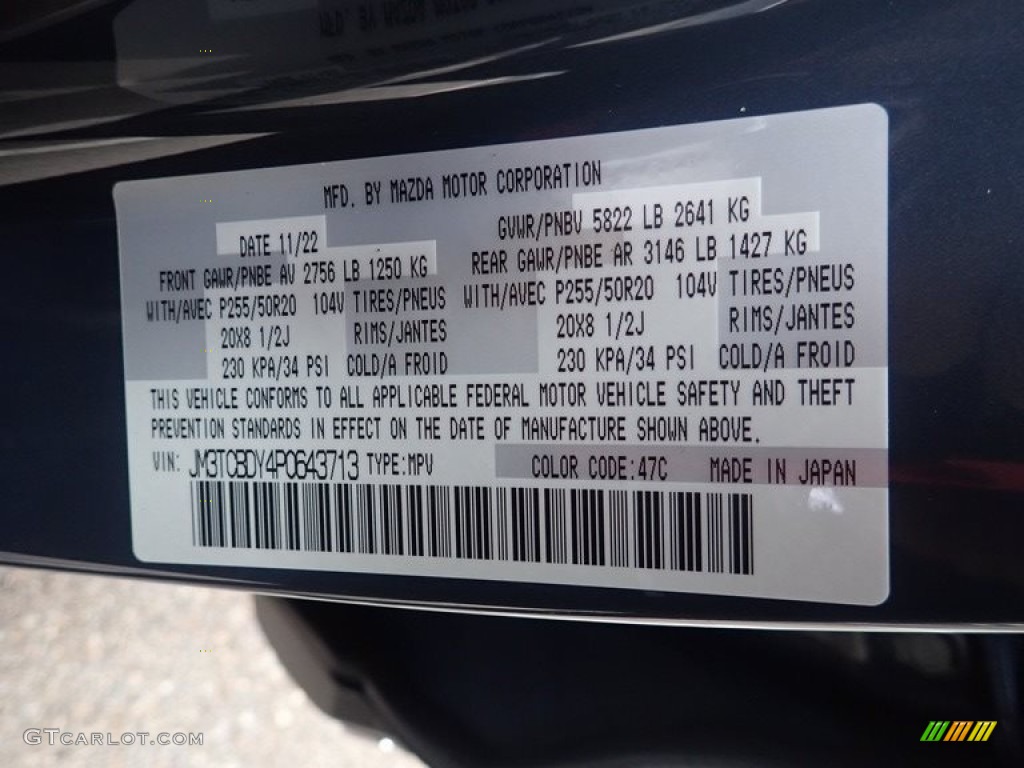 MFD. BY MAZDA MOTOR CORPORATION
DATE 11/22 GVWR/PNBV 5822 LB 2641 KG
FRONT GAWR/PNBE AV 2756 LB 1250 KG REAR GAWR/PNBE AR 3146 LB 1427 KG
WITH/AVEC P255/50R20 104V TIRES/PNEUS WITH/AVEC P255/50R20 104V TIRES/PNEUS
20X8 1/2J RIMS/JANTES 20X8 1/2J RIMS/JANTES
230 KPA/34 PSI COLD/A FROID 230 KPA/34 PSI COLD/A FROID
THIS VEHICLE CONFORMS TO ALL APPLICABLE FEDERAL MOTOR VEHICLE SAFETY AND THEFT
PREVENTION STANDARDS IN EFFECT ON THE DATE OF MANUFACTURE SHOWN ABOVE.
VIN: JM3TCBDY4P0643713 TYPE:MPV COLOR CODE:47C MADE IN JAPAN
GTCARLOT.COM